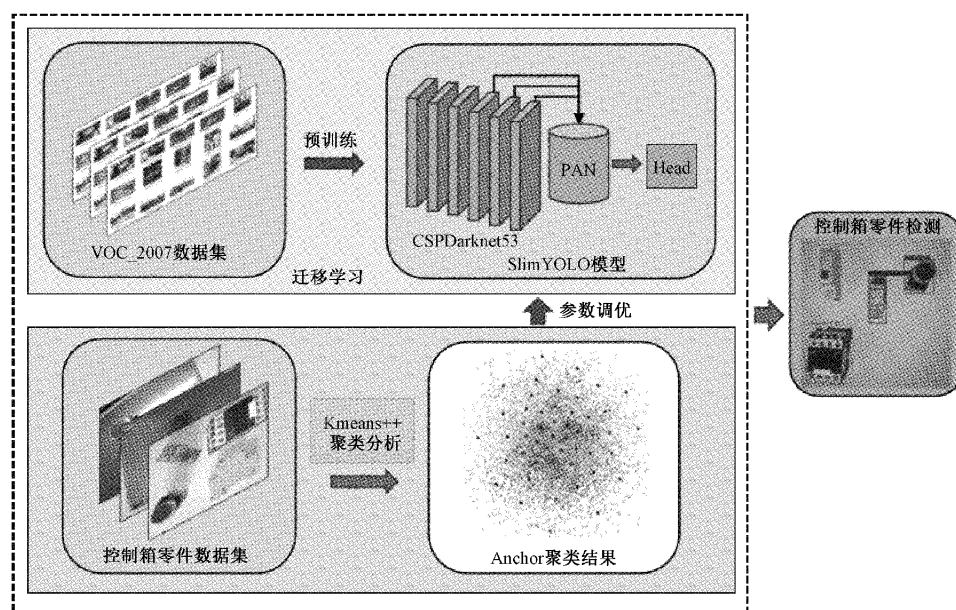 预训练
PAN
Head
CSPDarknet53
VOC_2007数据集
SlimYOLO模型
迁移学习
控制箱零件检测
参数调优
Kmeans++
聚类分析
控制箱零件数据集
Anchor聚类结果